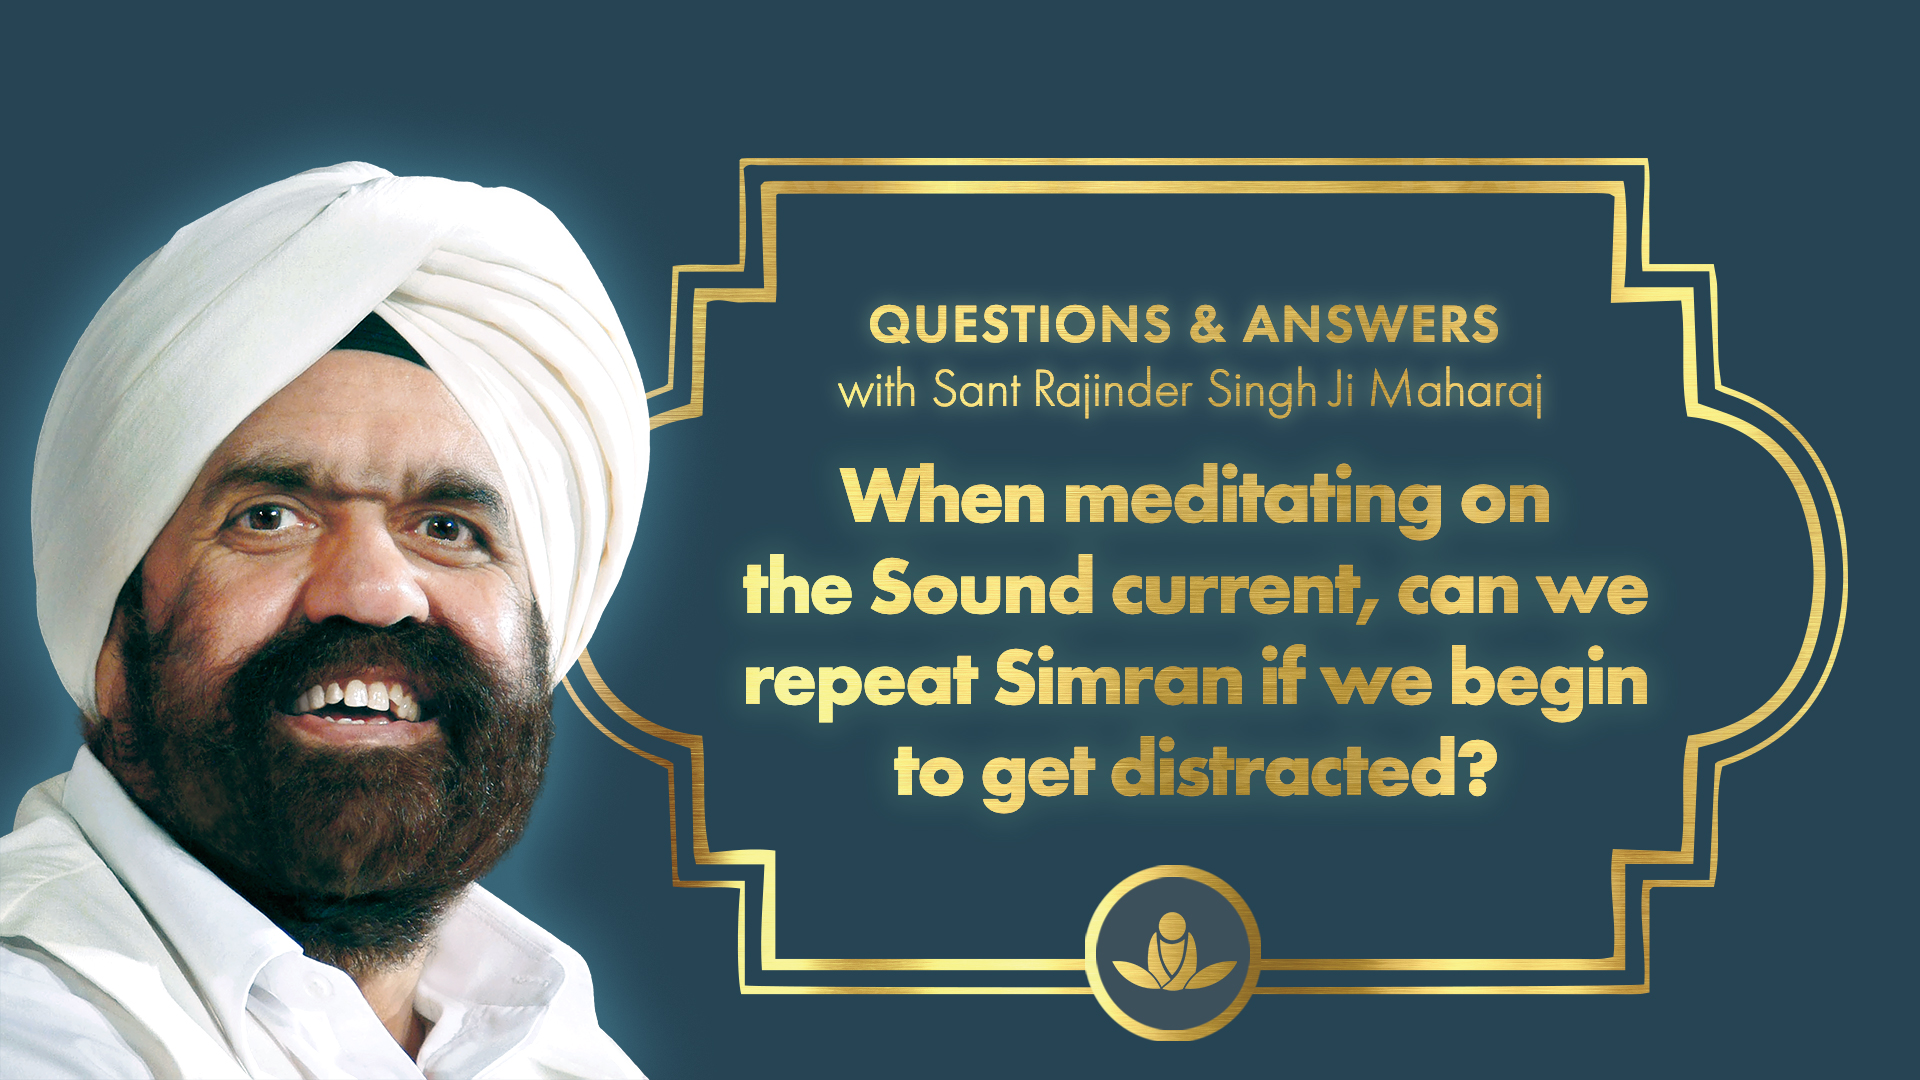 QUESTIONS & ANSWERS
with Sant Rajinder Singh Ji Maharaj
When meditating on
the Sound current, can we
repeat Simran if we begin
to get distracted?